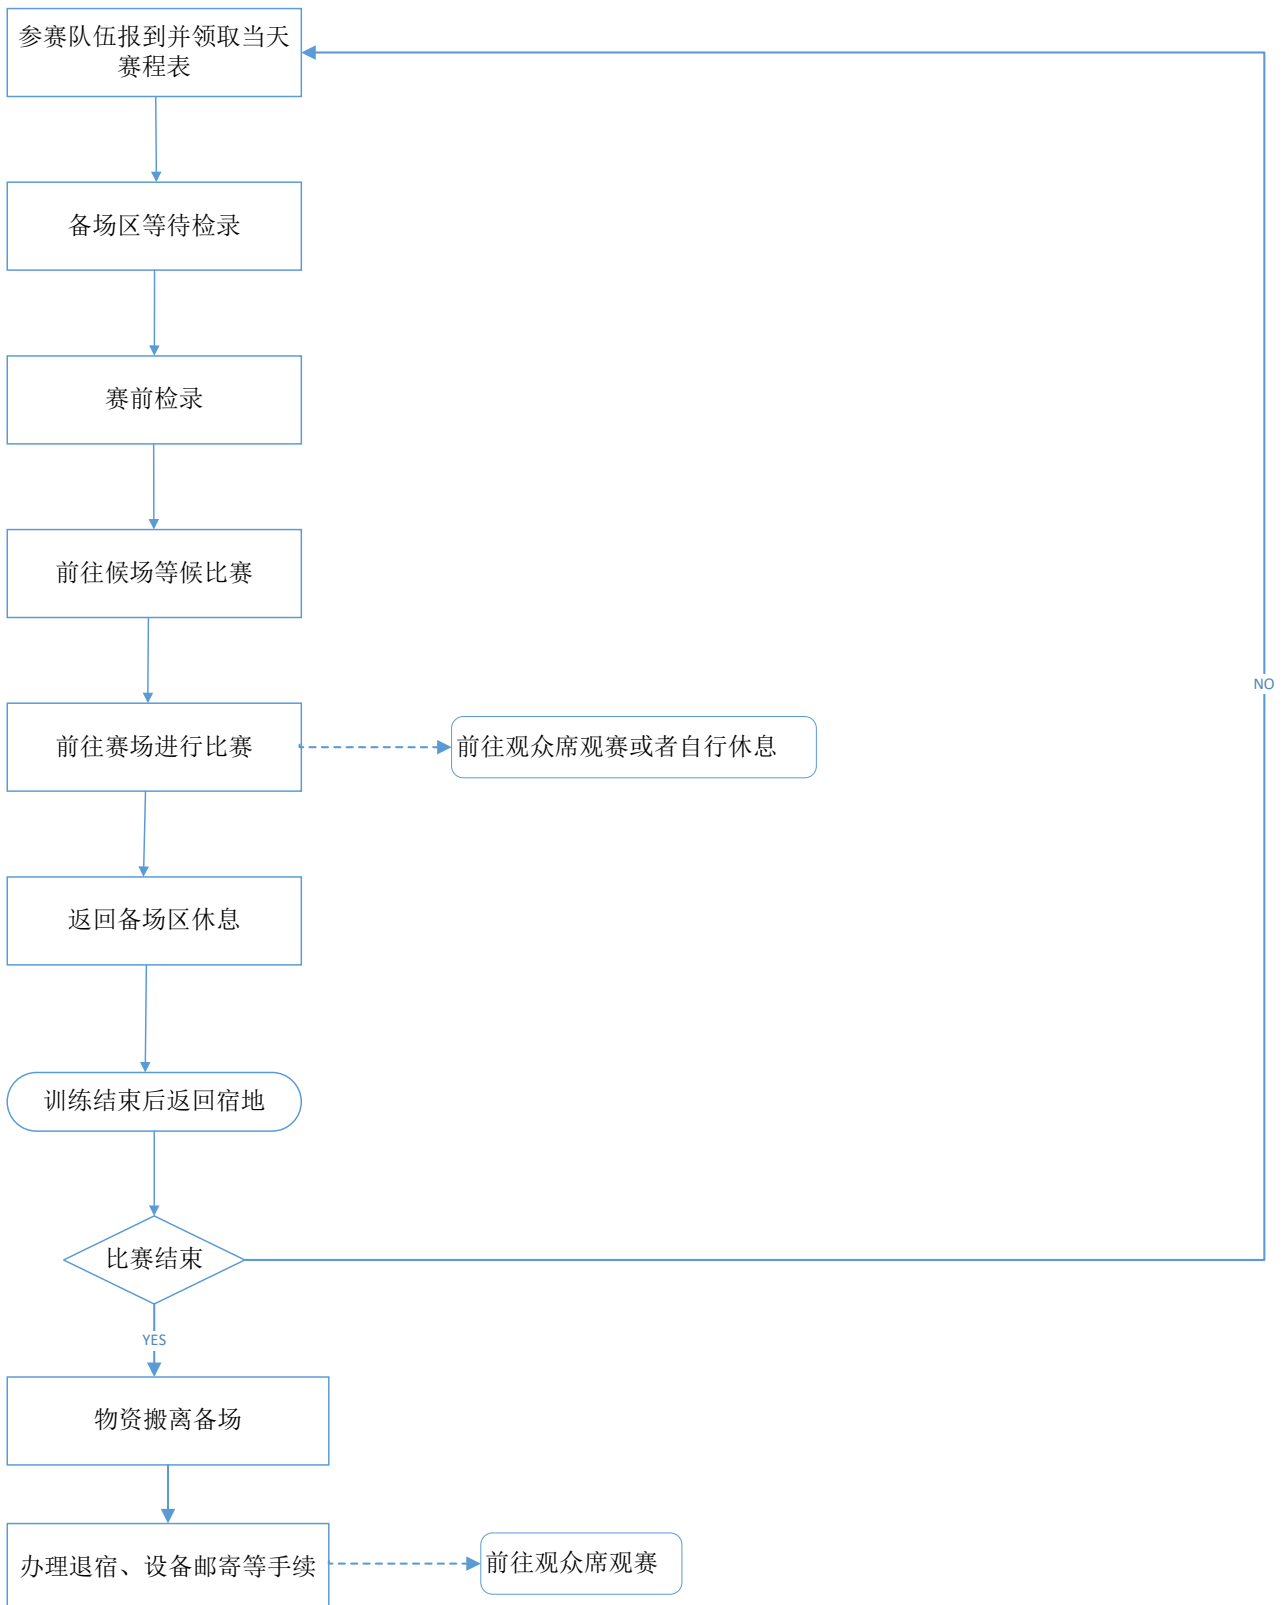 参赛队伍报到并领取当天
赛程表
备场区等待检录
赛前检录
前往候场等候比赛
NO
前往赛场进行比赛
前往观众席观赛或者自行休息
返回备场区休息
训练结束后返回宿地
比赛结束
YES
物资搬离备场
办理退宿、设备邮寄等手续
前往观众席观赛